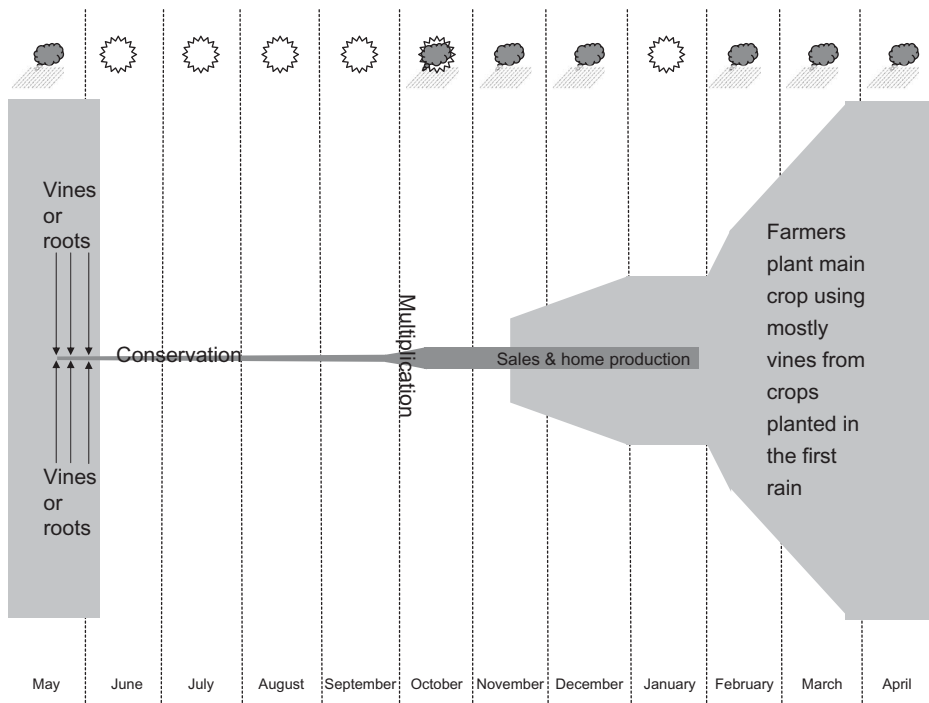 Vines
or
roots
Conservation
Multiplication
Sales & home production
Farmers
plant main
crop using
mostly
vines from
crops
planted in
the first
rain
Vines
or
roots
May June July August September October November December January February March April